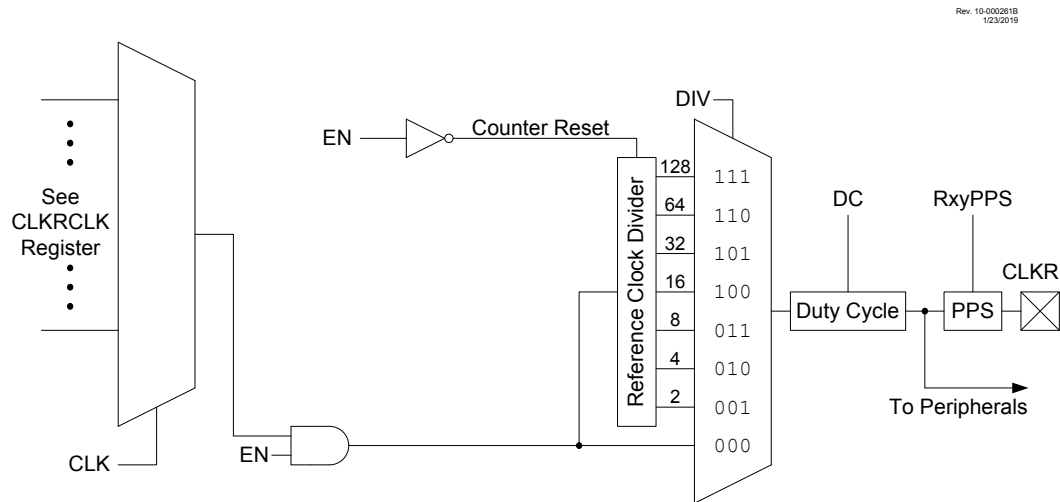 Rev. 10-000261B
1/23/2019
DIV
EN
Counter Reset
See
CLKRCLK
Register
Reference Clock Divider
128
64
32
16
8
4
2
111
110
101
100
011
010
001
000
DC
RxyPPS
CLKR
Duty Cycle
PPS
To Peripherals
EN
CLK